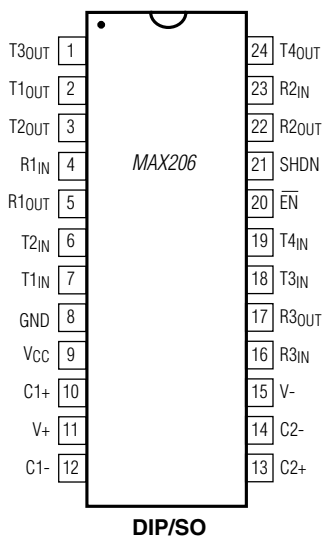 T3OUT 1 24 T4OUT
T1OUT 2 23 R2IN
T2OUT 3 22 R2OUT
R1IN 4 MAX206 21 SHDN
R1OUT 5 20 E̅N̅
T2IN 6 19 T4IN
T1IN 7 18 T3IN
GND 8 17 R3OUT
VCC 9 16 R3IN
C1+ 10 15 V-
V+ 11 14 C2-
C1- 12 13 C2+
DIP/SO